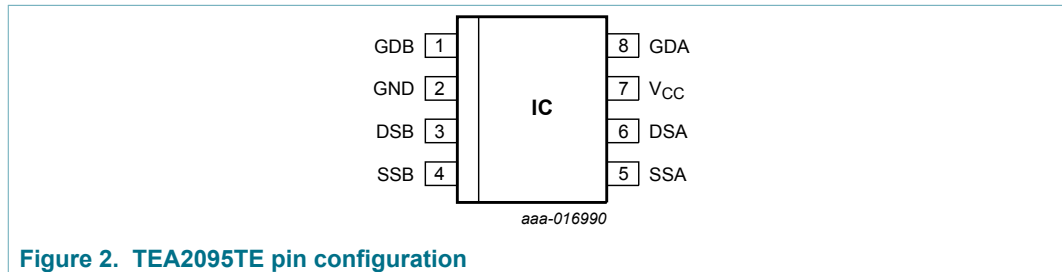 GDB 1 8 GDA
GND 2 7 VCC
IC
DSB 3 6 DSA
SSB 4 5 SSA
aaa-016990
Figure 2. TEA2095TE pin configuration